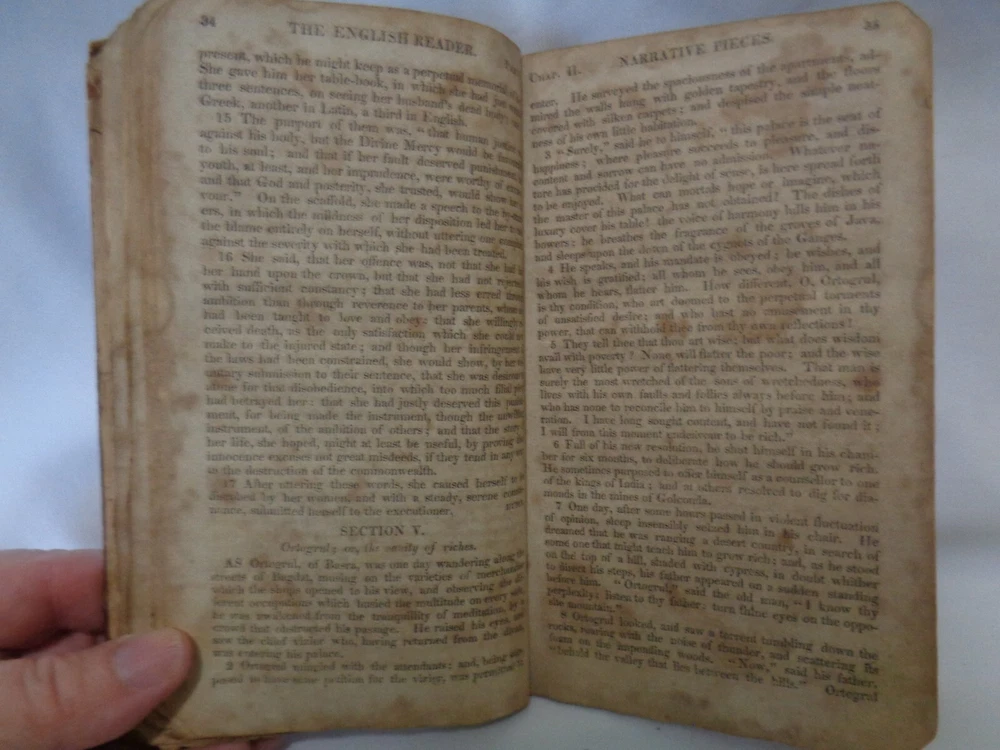 34
THE ENGLISH READER.
present, which he might keep as a perpetual memorial
She gave him her table-book, in which she had just
three sentences, on seeing her husband's dead body;
Greek, another in Latin, a third in English.
15 The purport of them was, "that human justice
against his body, but the Divine Mercy would be
to his soul; and that if her fault deserved punishment
youth, at least, and her imprudence, were worthy of
and that God and posterity, she trusted, would show
vour." On the scaffold, she made a speech to the by-
ers, in which the mildness of her disposition led her
the blame entirely on herself, without uttering one
against the severity with which she had been treated.
16 She said, that her offence was, not that she had
her hand upon the crown, but that she had not
with sufficient constancy; that she had less erred
ambition than through reverence to her parents, whom
had been taught to love and obey: that she willingly
ceived death, as the only satisfaction which she could
make to the injured state; and though her infringement
the laws had been constrained, she would show, by her
untary submission to their sentence, that she was
atone for that disobedience, into which too much filial
had betrayed her: that she had justly deserved this
ment, for being made the instrument, though the
instrument, of the ambition of others; and that the
her life, she hoped, might at least be useful, by proving
innocence excuses not great misdeeds, if they tend in any
to the destruction of the commonwealth.
17 After uttering these words, she caused herself to
by her women, and with a steady, serene
nance, submitted herself to the executioner.
SECTION V.
Ortogrul; or, the vanity of riches.
AS Ortogrul, of Basra, was one day wandering along the
streets of Bagdat, musing on the varieties of merchandise
which the shops opened to his view, and observing the
ferent occupations which busied the multitude on every
he was awakened from the tranquillity of meditation, by a
crowd that obstructed his passage. He raised his eyes, and
saw the chief vizier who, having returned from the divan,
was entering his palace.
2 Ortogrul mingled with the attendants; and, being
posed to have some petition for the vizier, was permitted to
CHAP. II. NARRATIVE PIECES.
enter. He surveyed the spaciousness of the apartments, ad-
mired the walls hung with golden tapestry, and the floors
covered with silken carpets; and despised the simple neat-
ness of his own little habitation.
3 "Surely," said he to himself, "this palace is the seat of
happiness; where pleasure succeeds to pleasure, and dis-
content and sorrow can have no admission. Whatever na-
ture has provided for the delight of sense, is here spread forth
to be enjoyed. What can mortals hope or imagine, which
the master of this palace has not obtained? The dishes of
luxury cover his table! the voice of harmony lulls him in his
bowers; he breathes the fragrance of the groves of Java,
and sleeps upon the down of the cygnets of the Ganges.
4 He speaks, and his mandate is obeyed; he wishes, and
his wish is gratified; all whom he sees, obey him, and all
whom he hears, flatter him. How different, O, Ortogrul,
is thy condition, who art doomed to the perpetual torments
of unsatisfied desire; and who hast no amusement in thy
power, that can withhold thee from thy own reflections!
5 They tell thee that thou art wise; but what does wisdom
avail with poverty? None will flatter the poor; and the wise
have very little power of flattering themselves. That man is
surely the most wretched of the sons of wretchedness, who
lives with his own faults and follies always before him; and
who has none to reconcile him to himself by praise and vene-
ration. I have long sought content, and have not found it;
I will from this moment endeavour to be rich."
6 Full of his new resolution, he shut himself in his cham-
ber for six months, to deliberate how he should grow rich.
He sometimes purposed to offer himself as a counsellor to one
of the kings of India; and at others resolved to dig for dia-
monds in the mines of Golconda.
7 One day, after some hours passed in violent fluctuation
of opinion, sleep insensibly seized him in his chair. He
dreamed that he was ranging a desert country, in search of
some one that might teach him to grow rich; and, as he stood
on the top of a hill, shaded with cypress, in doubt whither
to direct his steps, his father appeared on a sudden standing
before him. "Ortogrul," said the old man, "I know thy
perplexity; listen to thy father; turn thine eyes on the oppo-
site mountain."
8 Ortogrul looked, and saw a torrent tumbling down the
rocks, roaring with the noise of thunder, and scattering its
foam on the impending woods. "Now," said his father,
"behold the valley that lies between the hills." Ortogrul